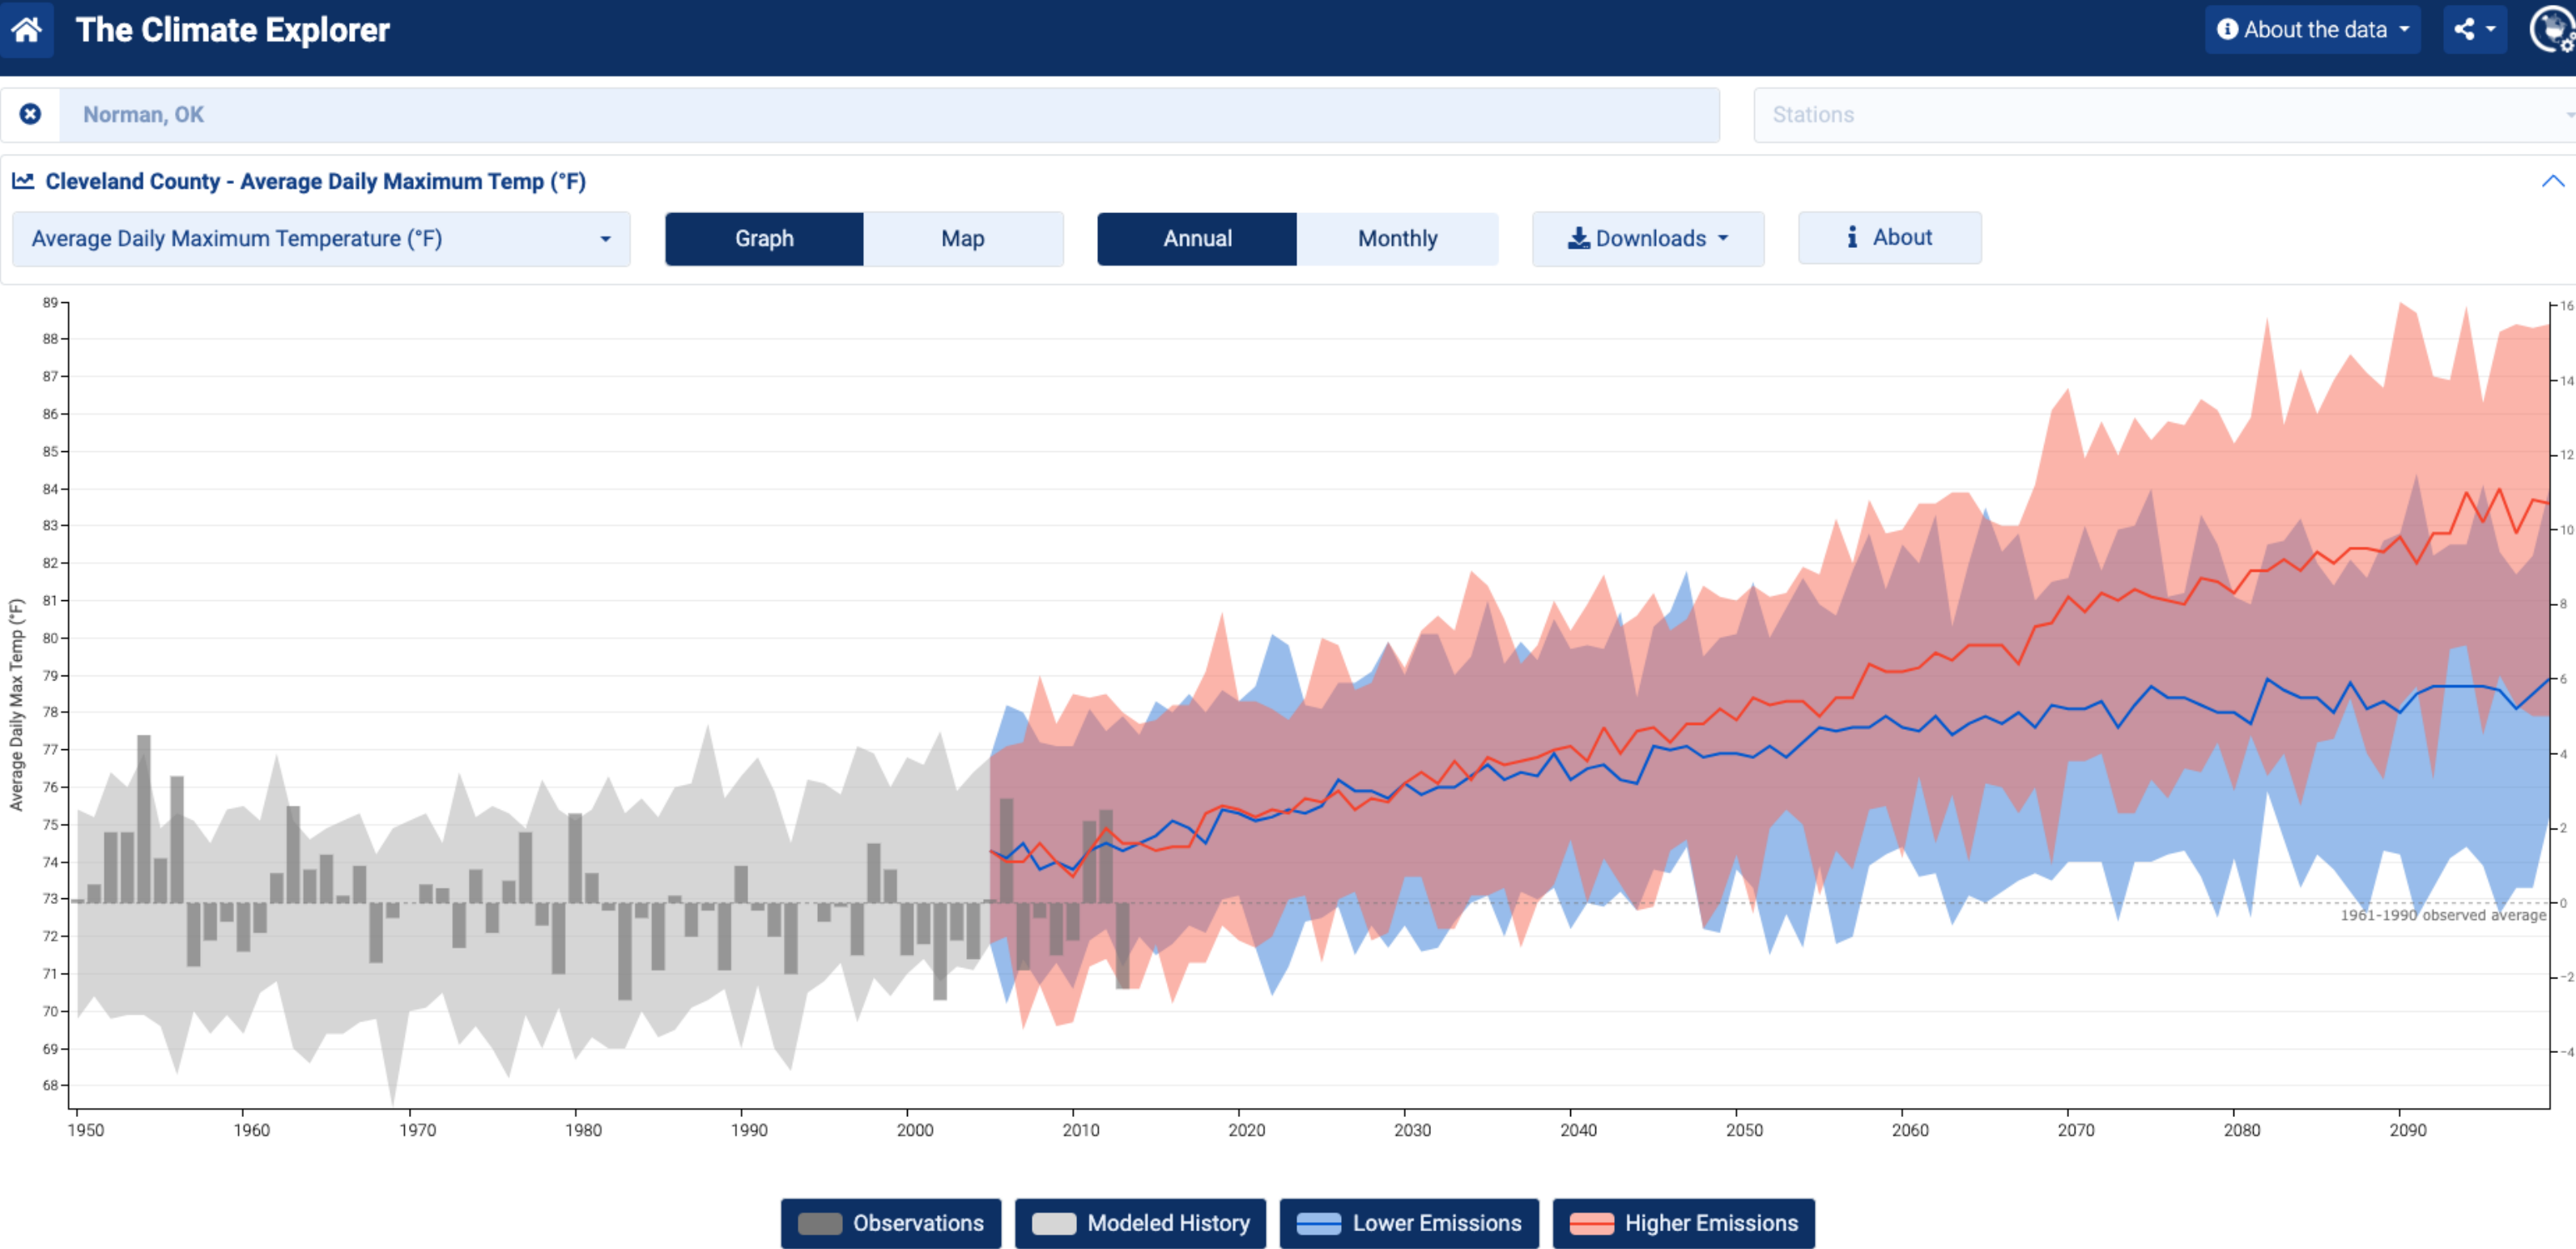 The Climate Explorer
About the data
Norman, OK
Stations
Cleveland County - Average Daily Maximum Temp (°F)
Average Daily Maximum Temperature (°F)
Graph
Map
Annual
Monthly
Downloads
About
89
88
87
86
85
84
83
82
81
80
79
78
77
76
75
74
73
72
71
70
69
68
Average Daily Max Temp (°F)
16
14
12
10
8
6
4
2
0
-2
-4
1961-1990 observed average
1950 1960 1970 1980 1990 2000 2010 2020 2030 2040 2050 2060 2070 2080 2090
Observations
Modeled History
Lower Emissions
Higher Emissions